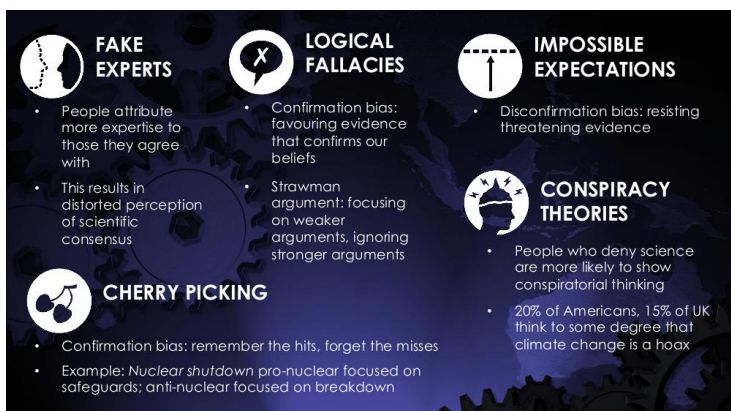 FAKE
EXPERTS
• People attribute
more expertise to
those they agree
with
• This results in
distorted perception
of scientific
consensus
LOGICAL
FALLACIES
• Confirmation bias:
favouring evidence
that confirms our
beliefs
• Strawman
argument: focusing
on weaker
arguments, ignoring
stronger arguments
IMPOSSIBLE
EXPECTATIONS
• Disconfirmation bias: resisting
threatening evidence
CONSPIRACY
THEORIES
• People who deny science
are more likely to show
conspiratorial thinking
• 20% of Americans, 15% of UK
think to some degree that
climate change is a hoax
CHERRY PICKING
• Confirmation bias: remember the hits, forget the misses
• Example: Nuclear shutdown pro-nuclear focused on
safeguards; anti-nuclear focused on breakdown